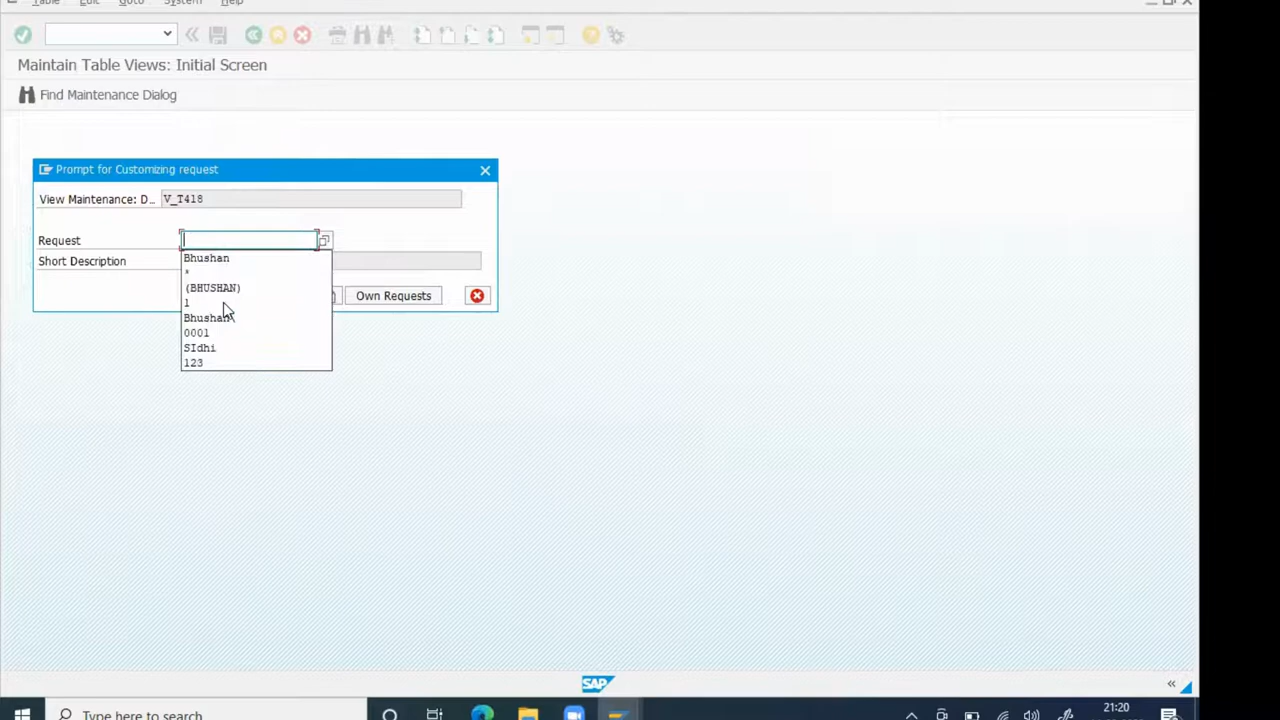 Table Edit Goto System Help
Maintain Table Views: Initial Screen
Find Maintenance Dialog
Prompt for Customizing request
View Maintenance: D.. V_T418
Request
Short Description
Bhushan
*
(BHUSHAN)
1
Bhushan
0001
SIdhi
123
Own Requests
SAP
Type here to search
21:20